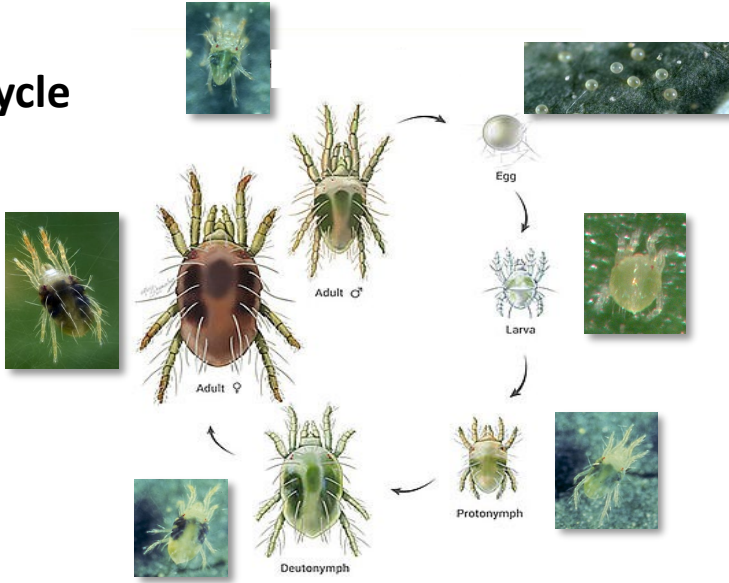 ycle
Egg
Adult ♂
Larva
Adult ♀
Protonymph
Deutonymph